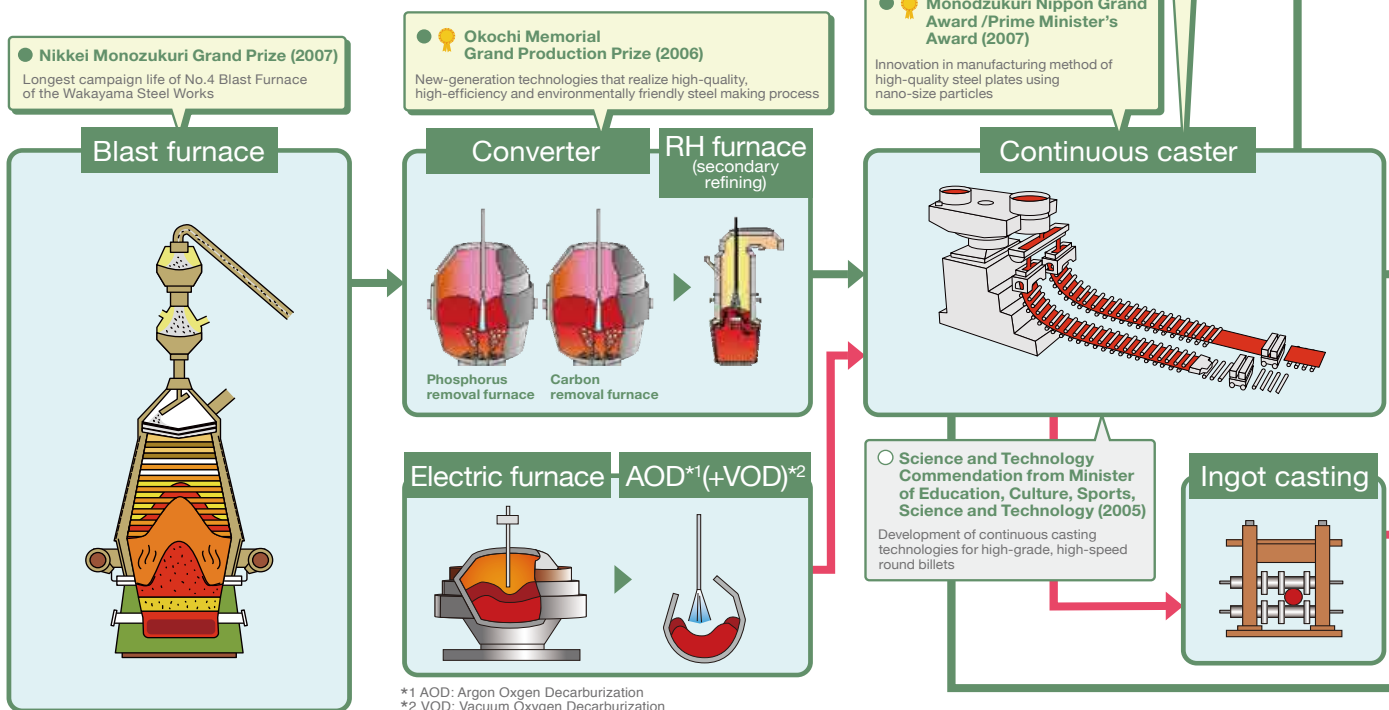 Nikkei Monozukuri Grand Prize (2007)
Longest campaign life of No.4 Blast Furnace
of the Wakayama Steel Works
Blast furnace
Okochi Memorial
Grand Production Prize (2006)
New-generation technologies that realize high-quality,
high-efficiency and environmentally friendly steel making process
Converter
RH furnace
(secondary
refining)
Phosphorus
removal furnace
Carbon
removal furnace
Monodzukuri Nippon Grand
Award /Prime Minister's
Award (2007)
Innovation in manufacturing method of
high-quality steel plates using
nano-size particles
Continuous caster
Electric furnace
AOD*1(+VOD)*2
*1 AOD: Argon Oxgen Decarburization
*2 VOD: Vacuum Oxygen Decarburization
Science and Technology
Commendation from Minister
of Education, Culture, Sports,
Science and Technology (2005)
Development of continuous casting
technologies for high-grade, high-speed
round billets
Ingot casting